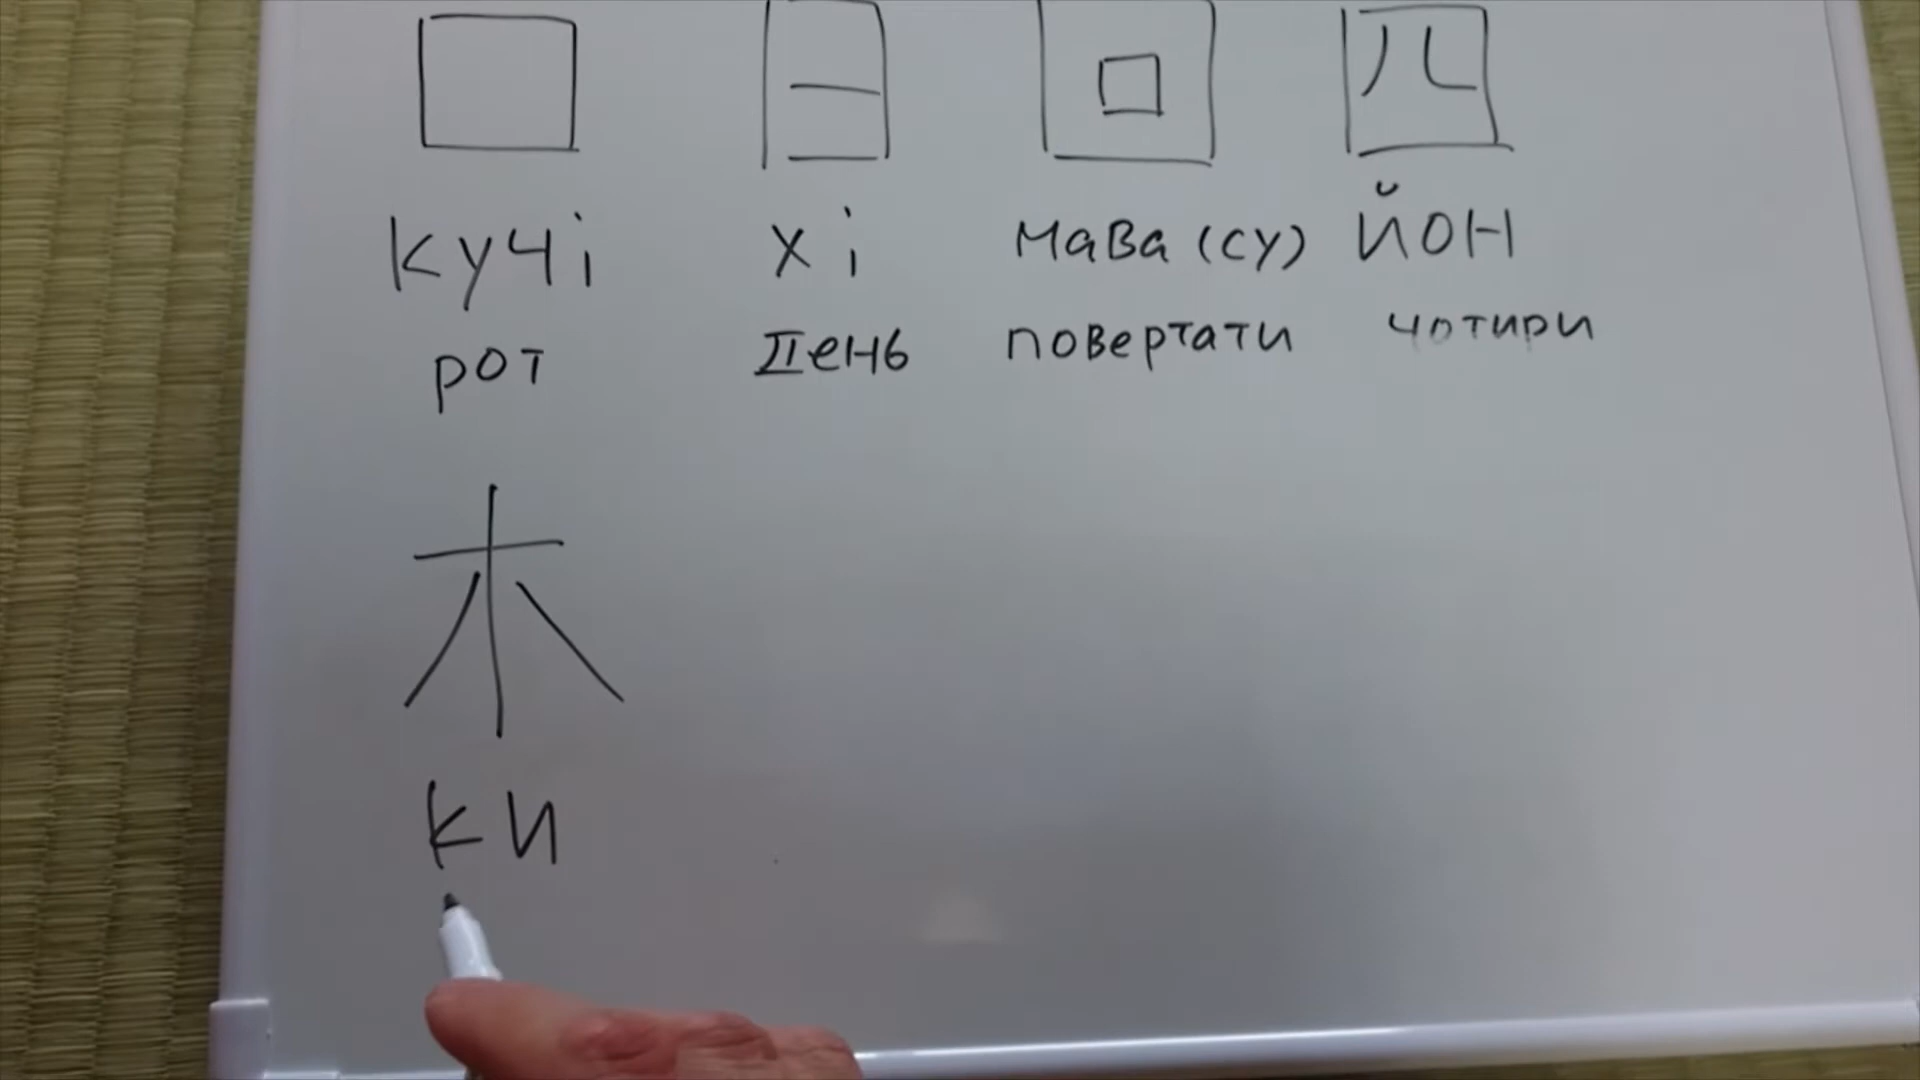 口 日 回 四
кучі хі мава(су) йон
рот день повертати чотири
木
ки